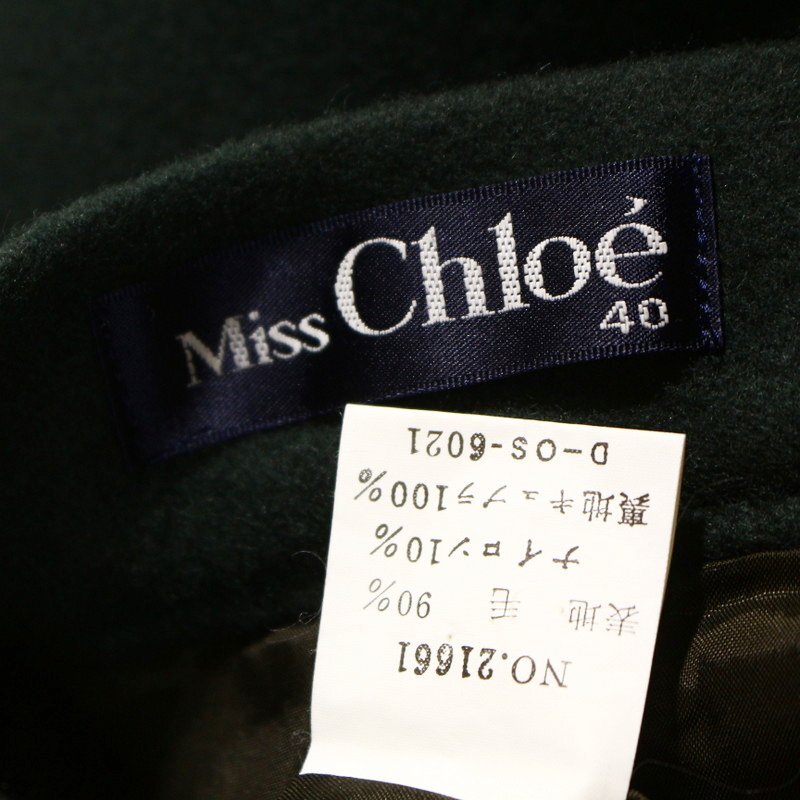 Miss Chloé
40
NO.21661
表地 毛 90%
ナイロン10%
裏地キュプラ100%
D-OS-6021